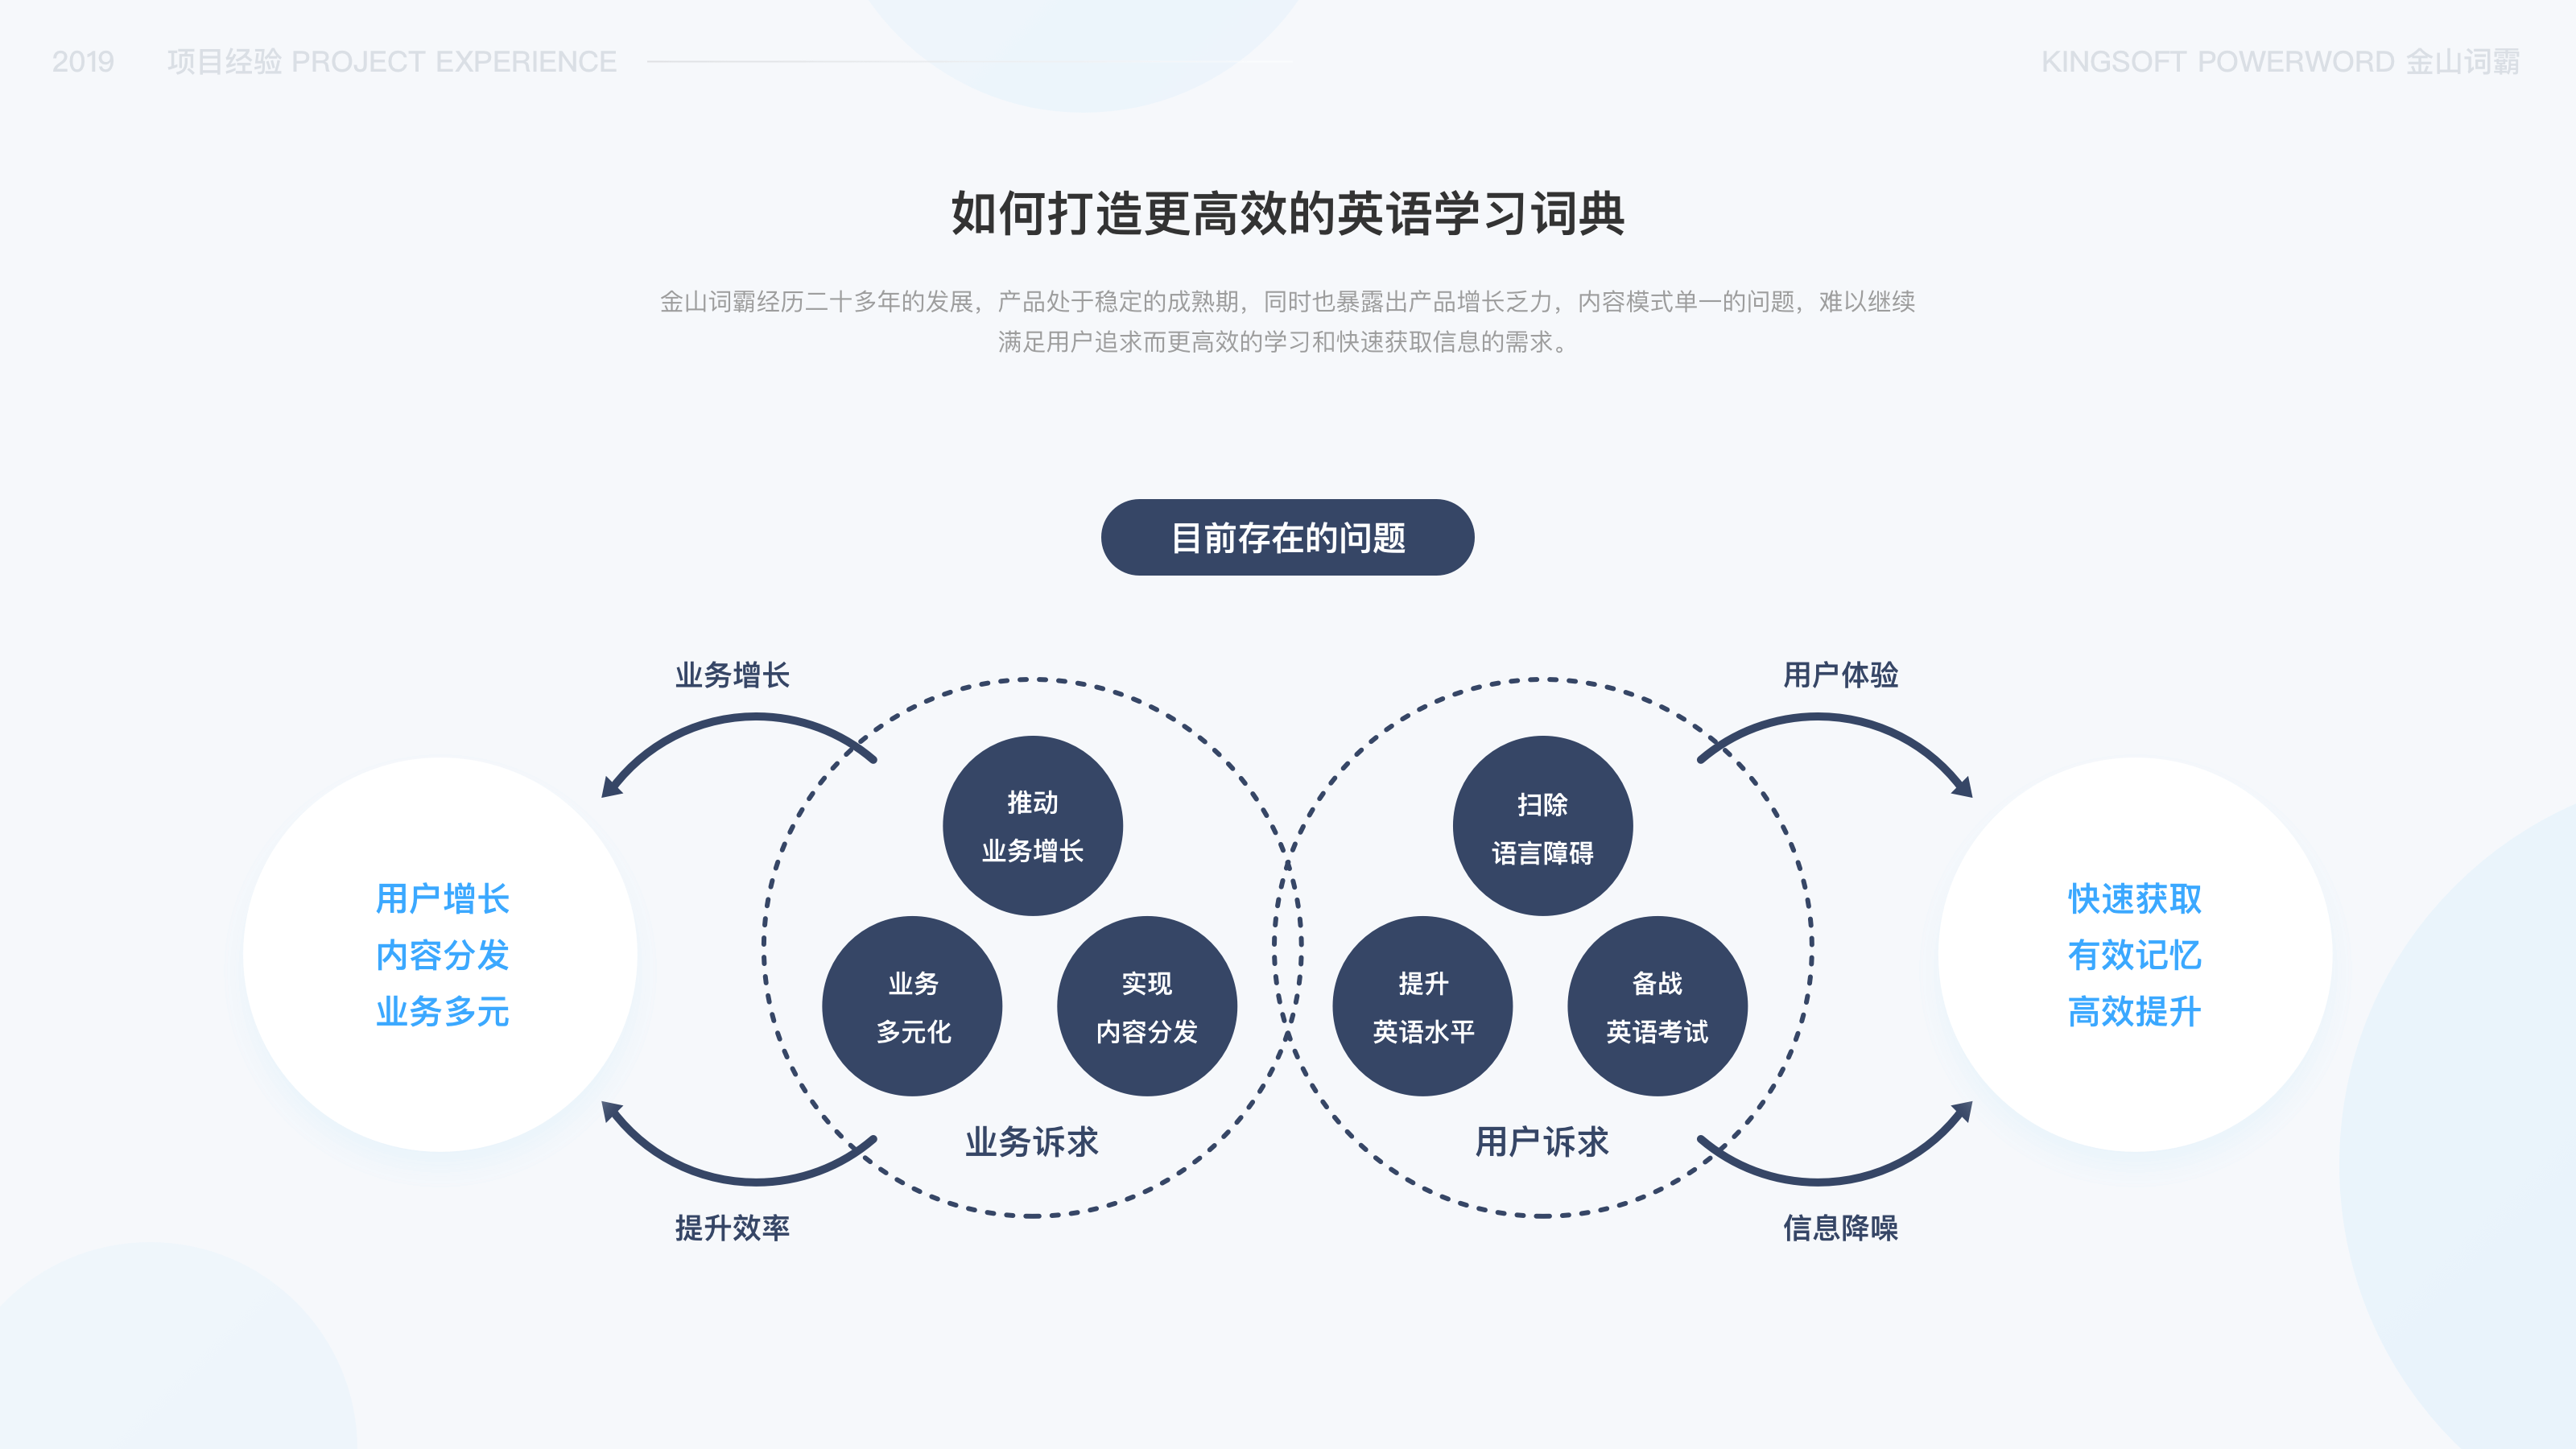 2019 项目经验 PROJECT EXPERIENCE
KINGSOFT POWERWORD 金山词霸
如何打造更高效的英语学习词典
金山词霸经历二十多年的发展，产品处于稳定的成熟期，同时也暴露出产品增长乏力，内容模式单一的问题，难以继续
满足用户追求而更高效的学习和快速获取信息的需求。
目前存在的问题
业务增长
用户增长
内容分发
业务多元
提升效率
推动
业务增长
业务
多元化
实现
内容分发
业务诉求
扫除
语言障碍
提升
英语水平
备战
英语考试
用户诉求
用户体验
快速获取
有效记忆
高效提升
信息降噪